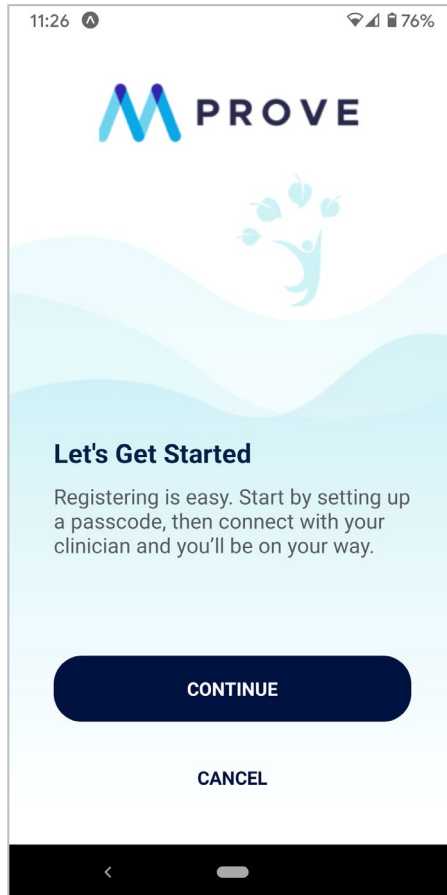 11:26
76%
M PROVE
Let's Get Started
Registering is easy. Start by setting up
a passcode, then connect with your
clinician and you’ll be on your way.
CONTINUE
CANCEL